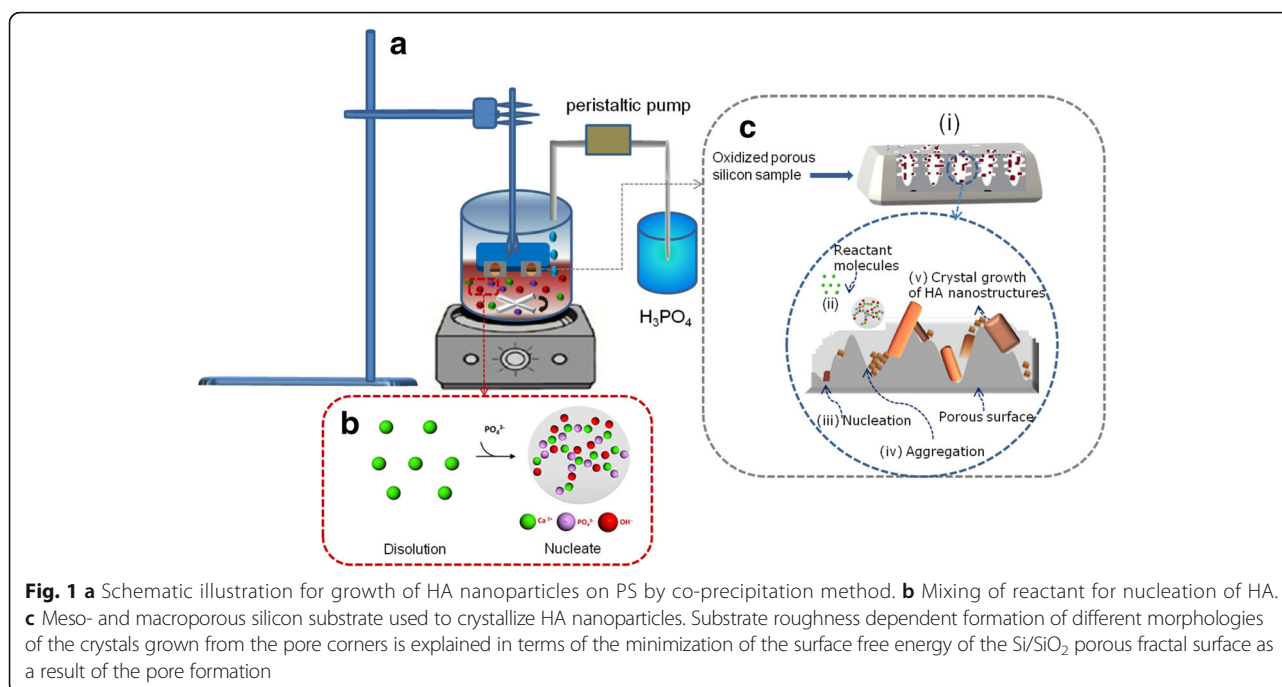 a
peristaltic pump
H₃PO₄
c
(i)
Oxidized porous
silicon sample
Reactant
molecules
(ii)
(v) Crystal growth
of HA nanostructures
(iii) Nucleation
Porous surface
(iv) Aggregation
b
PO₄³⁻
Ca²⁺ PO₄³⁻ OH⁻
Disolution
Nucleate
Fig. 1 a Schematic illustration for growth of HA nanoparticles on PS by co-precipitation method. b Mixing of reactant for nucleation of HA.
c Meso- and macroporous silicon substrate used to crystallize HA nanoparticles. Substrate roughness dependent formation of different morphologies
of the crystals grown from the pore corners is explained in terms of the minimization of the surface free energy of the Si/SiO₂ porous fractal surface as
a result of the pore formation